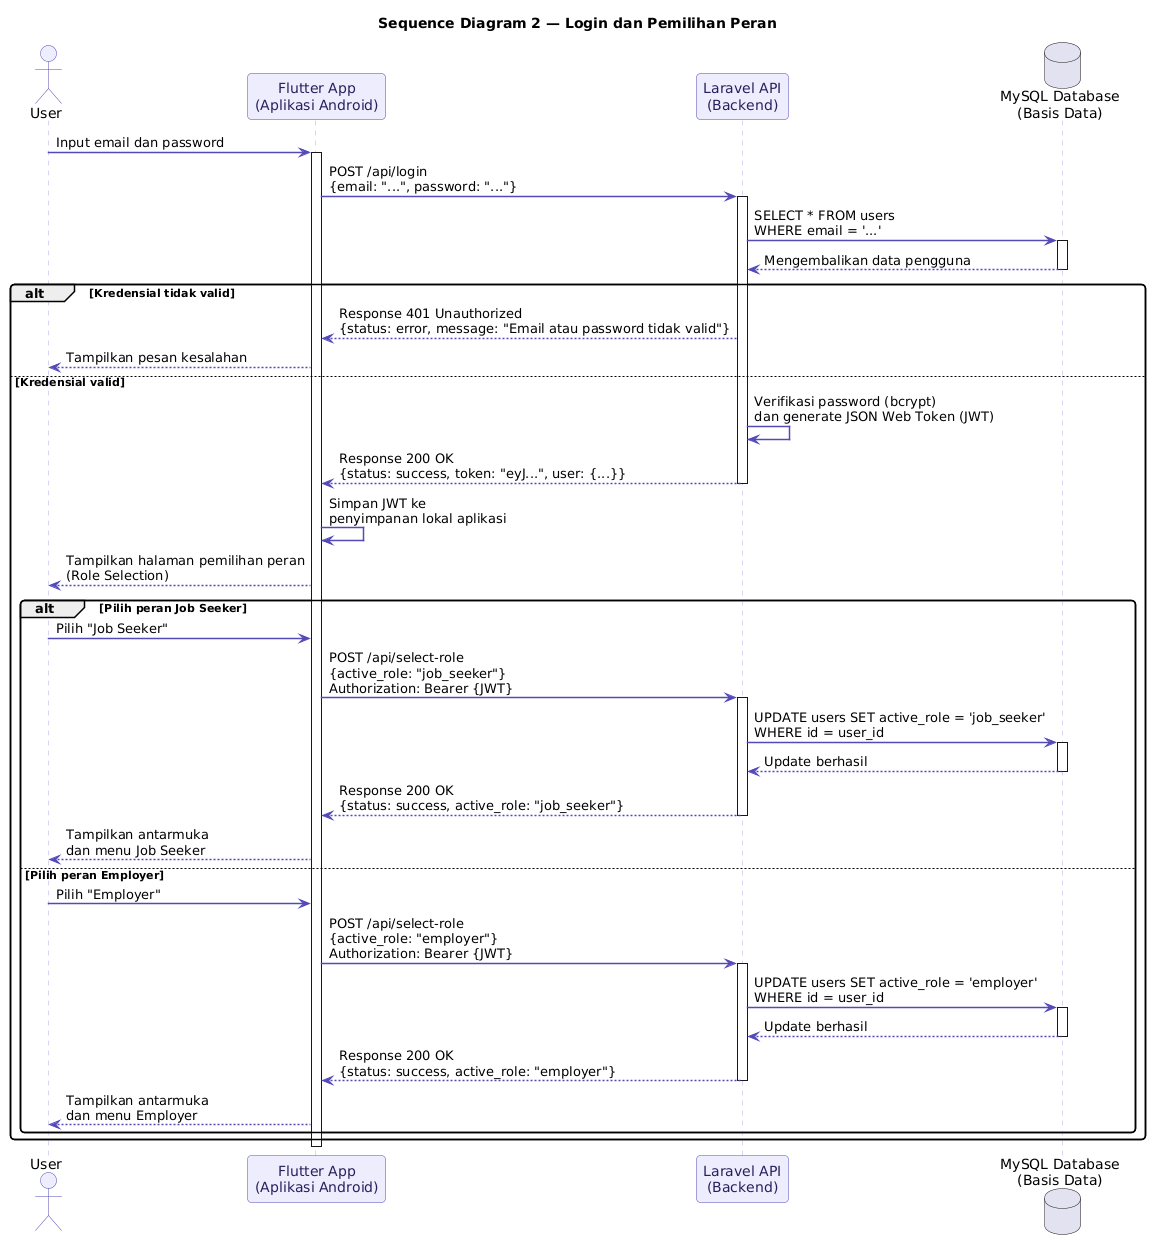 Sequence Diagram 2 — Login dan Pemilihan Peran
User
Flutter App
(Aplikasi Android)
Laravel API
(Backend)
MySQL Database
(Basis Data)
Input email dan password
POST /api/login
{email: "...", password: "..."}
SELECT * FROM users
WHERE email = '...'
Mengembalikan data pengguna
alt
[Kredensial tidak valid]
Response 401 Unauthorized
{status: error, message: "Email atau password tidak valid"}
Tampilkan pesan kesalahan
[Kredensial valid]
Verifikasi password (bcrypt)
dan generate JSON Web Token (JWT)
Response 200 OK
{status: success, token: "eyJ...", user: {...}}
Simpan JWT ke
penyimpanan lokal aplikasi
Tampilkan halaman pemilihan peran
(Role Selection)
alt
[Pilih peran Job Seeker]
Pilih "Job Seeker"
POST /api/select-role
{active_role: "job_seeker"}
Authorization: Bearer {JWT}
UPDATE users SET active_role = 'job_seeker'
WHERE id = user_id
Update berhasil
Response 200 OK
{status: success, active_role: "job_seeker"}
Tampilkan antarmuka
dan menu Job Seeker
[Pilih peran Employer]
Pilih "Employer"
POST /api/select-role
{active_role: "employer"}
Authorization: Bearer {JWT}
UPDATE users SET active_role = 'employer'
WHERE id = user_id
Update berhasil
Response 200 OK
{status: success, active_role: "employer"}
Tampilkan antarmuka
dan menu Employer
User
Flutter App
(Aplikasi Android)
Laravel API
(Backend)
MySQL Database
(Basis Data)